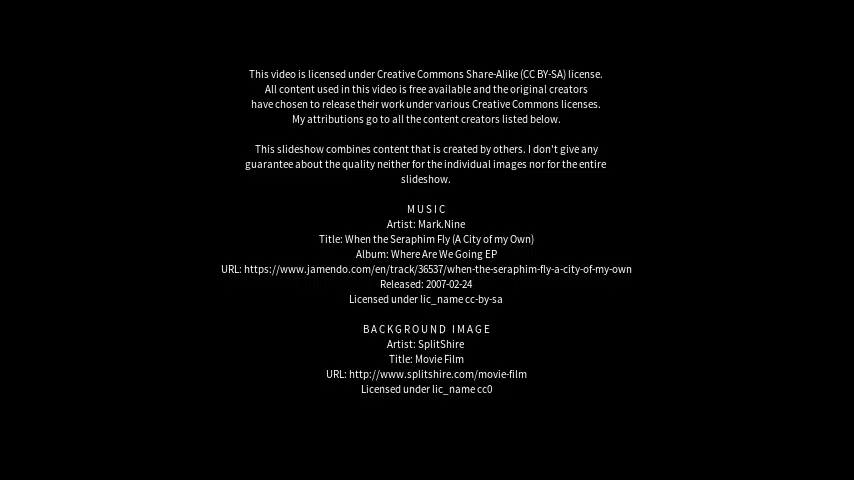 This video is licensed under Creative Commons Share-Alike (CC BY-SA) license.
All content used in this video is free available and the original creators
have chosen to release their work under various Creative Commons licenses.
My attributions go to all the content creators listed below.
This slideshow combines content that is created by others. I don't give any
guarantee about the quality neither for the individual images nor for the entire
slideshow.
M U S I C
Artist: Mark.Nine
Title: When the Seraphim Fly (A City of my Own)
Album: Where Are We Going EP
URL: https://www.jamendo.com/en/track/36537/when-the-seraphim-fly-a-city-of-my-own
Released: 2007-02-24
Licensed under lic_name cc-by-sa
B A C K G R O U N D  I M A G E
Artist: SplitShire
Title: Movie Film
URL: http://www.splitshire.com/movie-film
Licensed under lic_name cc0